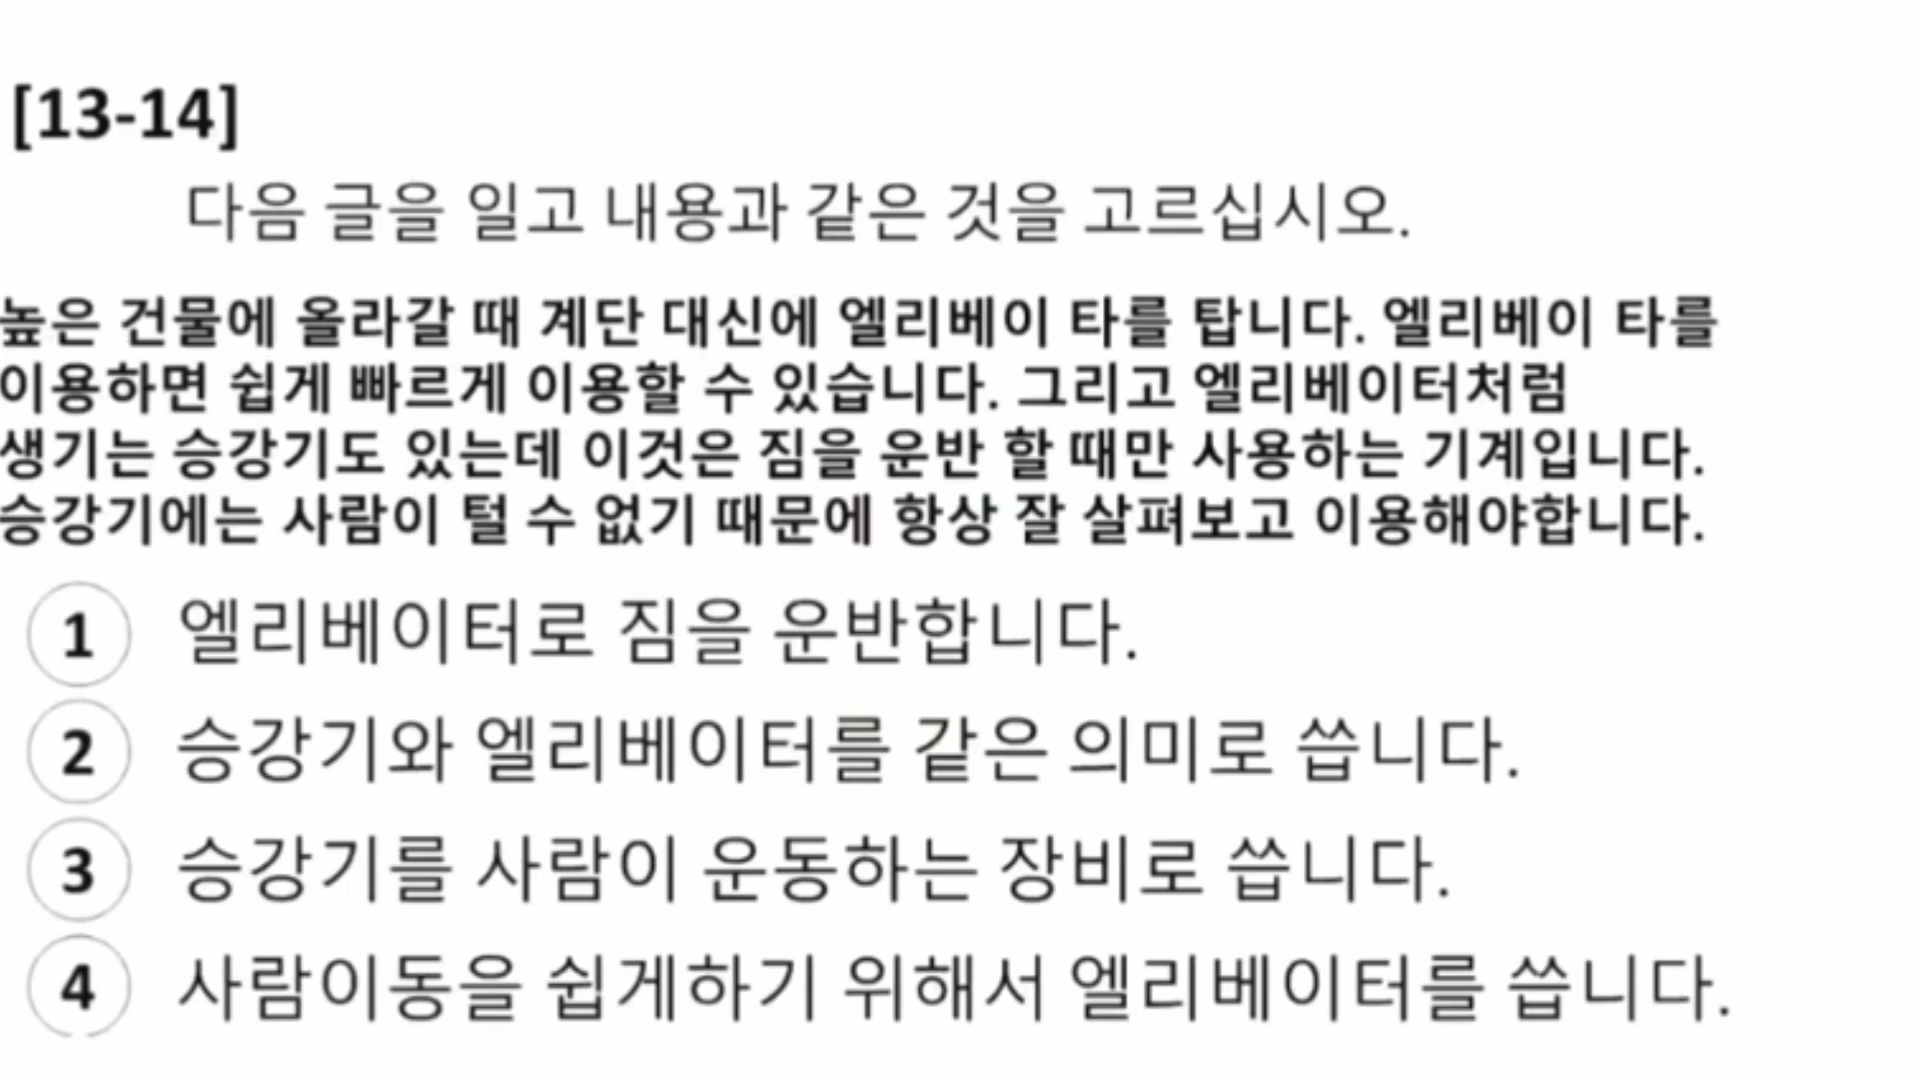 [13-14]
다음 글을 일고 내용과 같은 것을 고르십시오.
높은 건물에 올라갈 때 계단 대신에 엘리베이 타를 탑니다. 엘리베이 타를
이용하면 쉽게 빠르게 이용할 수 있습니다. 그리고 엘리베이터처럼
생기는 승강기도 있는데 이것은 짐을 운반 할 때만 사용하는 기계입니다.
승강기에는 사람이 털 수 없기 때문에 항상 잘 살펴보고 이용해야합니다.
1 엘리베이터로 짐을 운반합니다.
2 승강기와 엘리베이터를 같은 의미로 씁니다.
3 승강기를 사람이 운동하는 장비로 씁니다.
4 사람이동을 쉽게하기 위해서 엘리베이터를 씁니다.